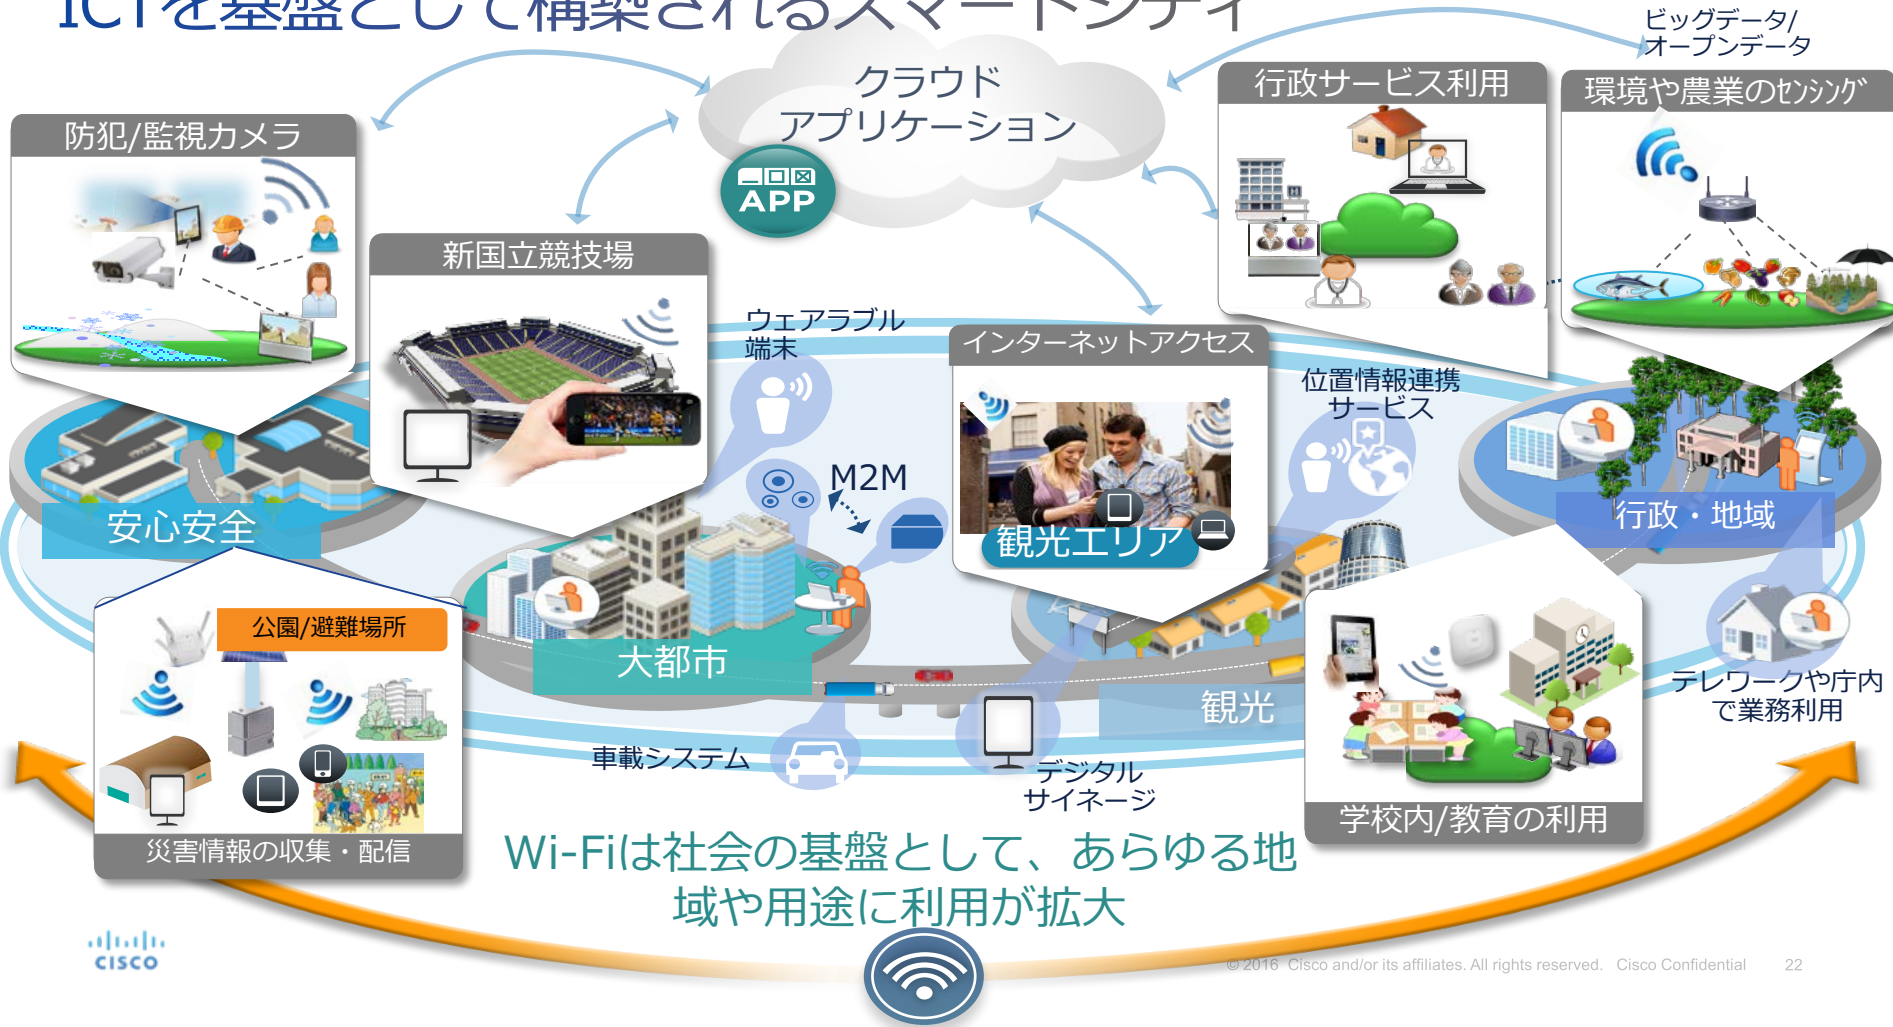 ICTを基盤として構築されるスマートシティ
ビッグデータ/
オープンデータ
クラウド
アプリケーション
APP
行政サービス利用
環境や農業のｾﾝｼﾝｸﾞ
防犯/監視カメラ
新国立競技場
ウェアラブル
端末
インターネットアクセス
位置情報連携
サービス
M2M
観光エリア
安心安全
行政・地域
公園/避難場所
大都市
観光
テレワークや庁内
で業務利用
車載システム
デジタル
サイネージ
学校内/教育の利用
災害情報の収集・配信
Wi-Fiは社会の基盤として、あらゆる地
域や用途に利用が拡大
CISCO
© 2016 Cisco and/or its affiliates. All rights reserved. Cisco Confidential 22